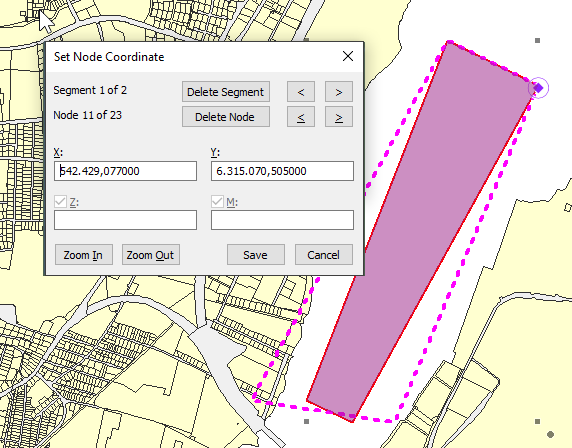 Set Node Coordinate
Segment 1 of 2
Delete Segment
<
>
Node 11 of 23
Delete Node
<
>
X:
Y:
542.429,077000
6.315.070,505000
Z:
M:
Zoom In
Zoom Out
Save
Cancel